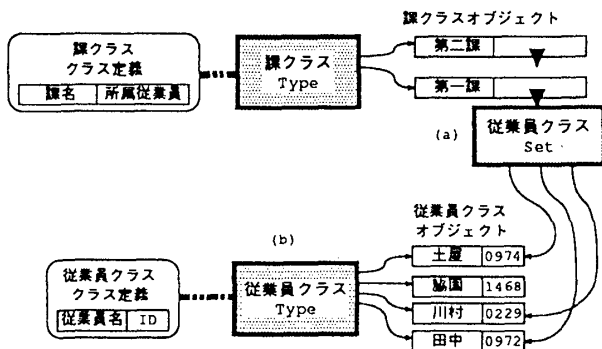 課クラスオブジェクト
課クラス
クラス定義
課名 所属従業員
課クラス
Type
第二課
第一課
(a)
従業員クラス
Set
従業員クラス
オブジェクト
(b)
従業員クラス
クラス定義
従業員名 ID
従業員クラス
Type
土屋 0974
1468
川村 0229
田中 0972